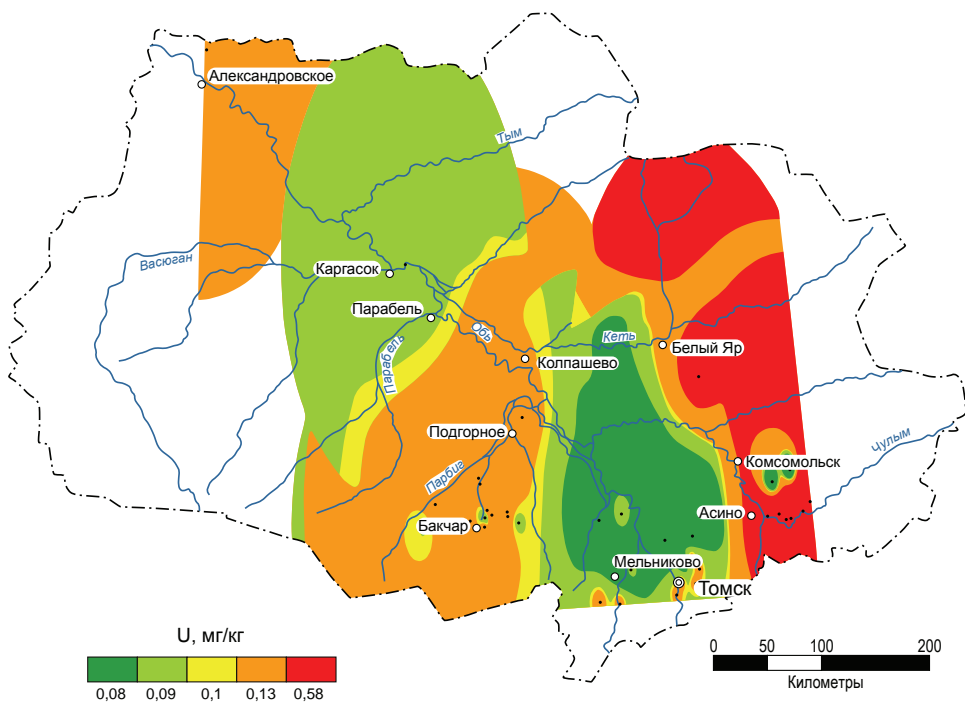 Александровское
Тым
Васюган
Каргасок
Парабель
Обь
Кеть
Белый Яр
Парабель
Колпашево
Подгорное
Чулым
Комсомольск
Парбиг
Бакчар
Асино
Мельниково
Томск
U, мг/кг
0,08 0,09 0,1 0,13 0,58
0 50 100 200
Километры